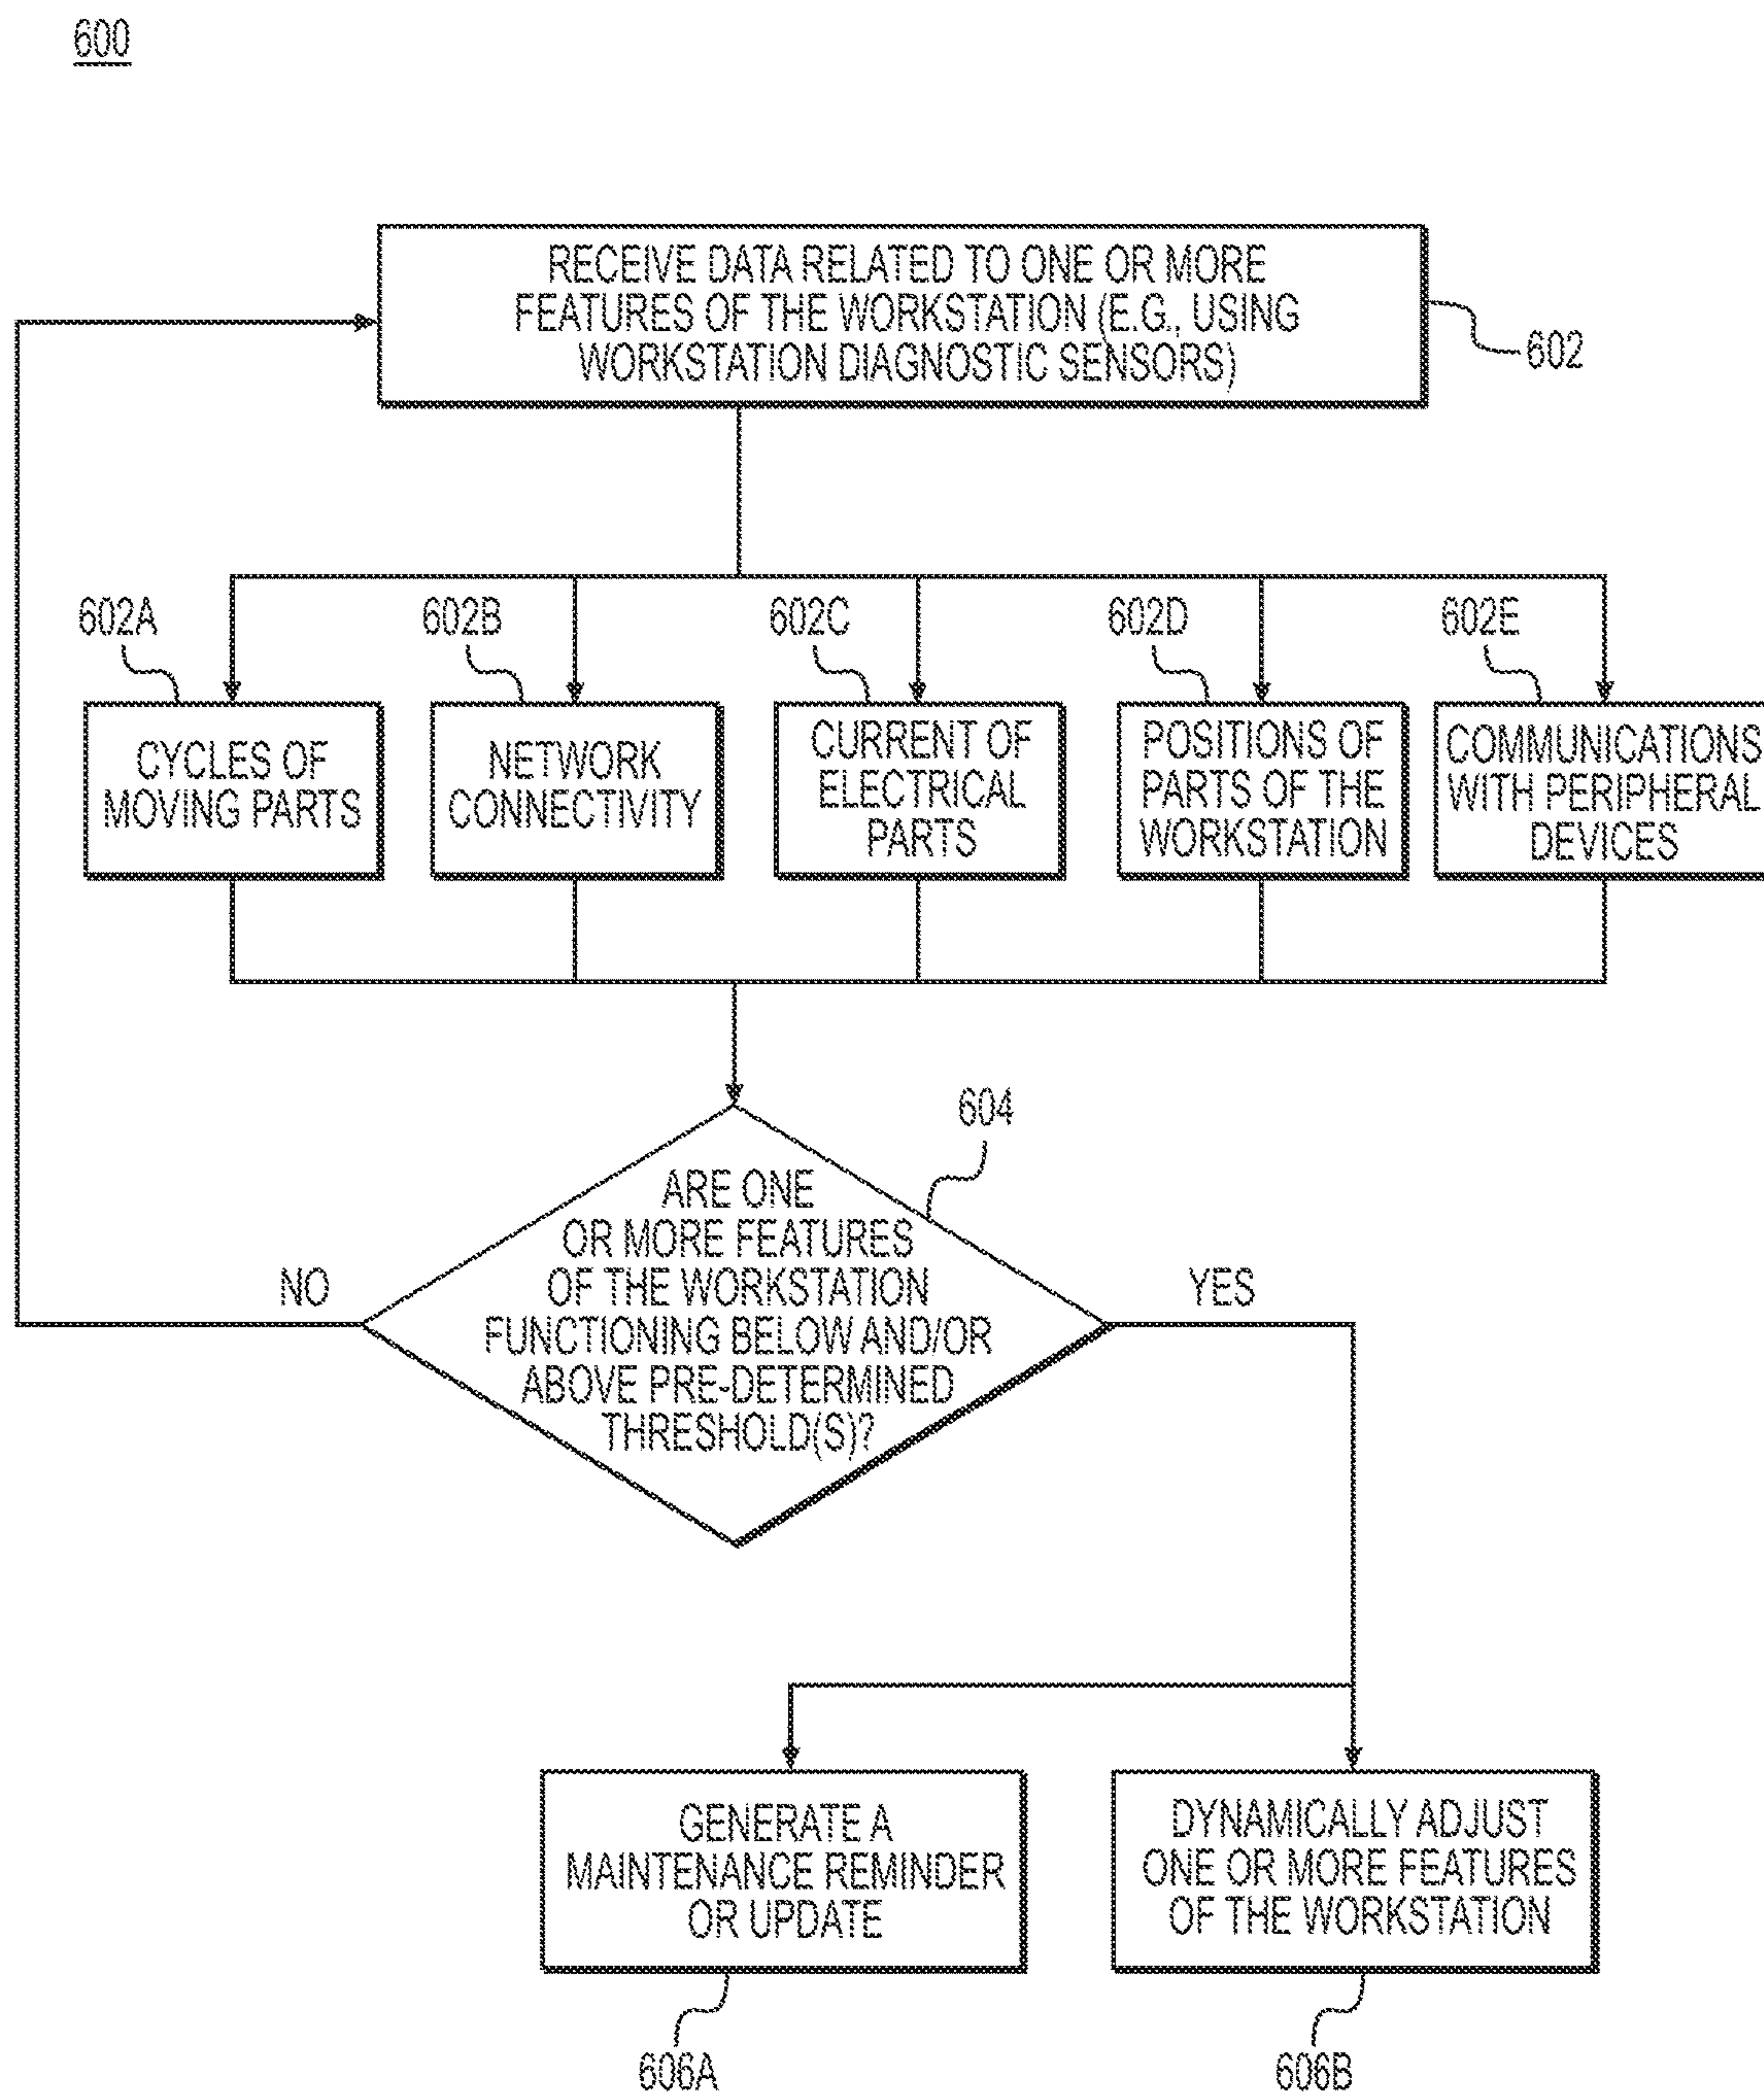 600
RECEIVE DATA RELATED TO ONE OR MORE
FEATURES OF THE WORKSTATION (E.G., USING
WORKSTATION DIAGNOSTIC SENSORS)
602
602A
602B
602C
602D
602E
CYCLES OF
MOVING PARTS
NETWORK
CONNECTIVITY
CURRENT OF
ELECTRICAL
PARTS
POSITIONS OF
PARTS OF THE
WORKSTATION
COMMUNICATIONS
WITH PERIPHERAL
DEVICES
604
ARE ONE
OR MORE FEATURES
OF THE WORKSTATION
FUNCTIONING BELOW AND/OR
ABOVE PRE-DETERMINED
THRESHOLD(S)?
NO
YES
GENERATE A
MAINTENANCE REMINDER
OR UPDATE
DYNAMICALLY ADJUST
ONE OR MORE FEATURES
OF THE WORKSTATION
606A
606B